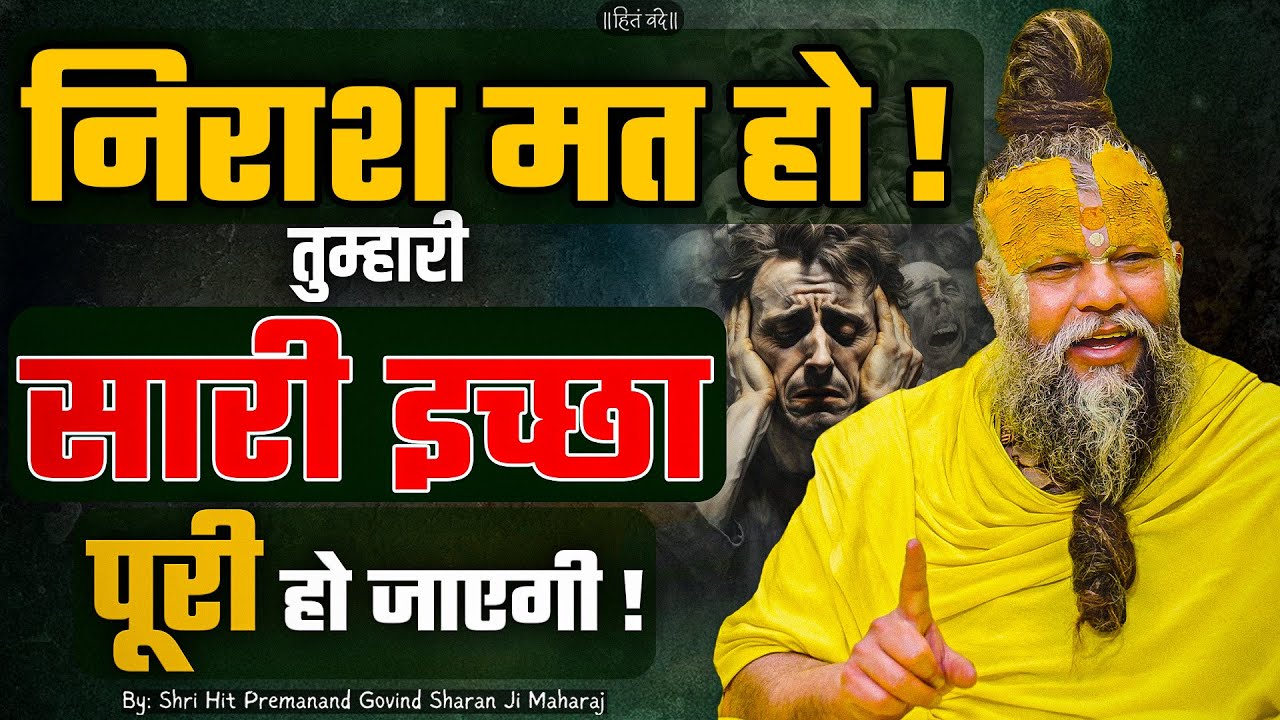 ॥हितं वंदे॥
निराश मत हो !
तुम्हारी
सारी इच्छा
पूरी हो जाएगी !
By: Shri Hit Premanand Govind Sharan Ji Maharaj